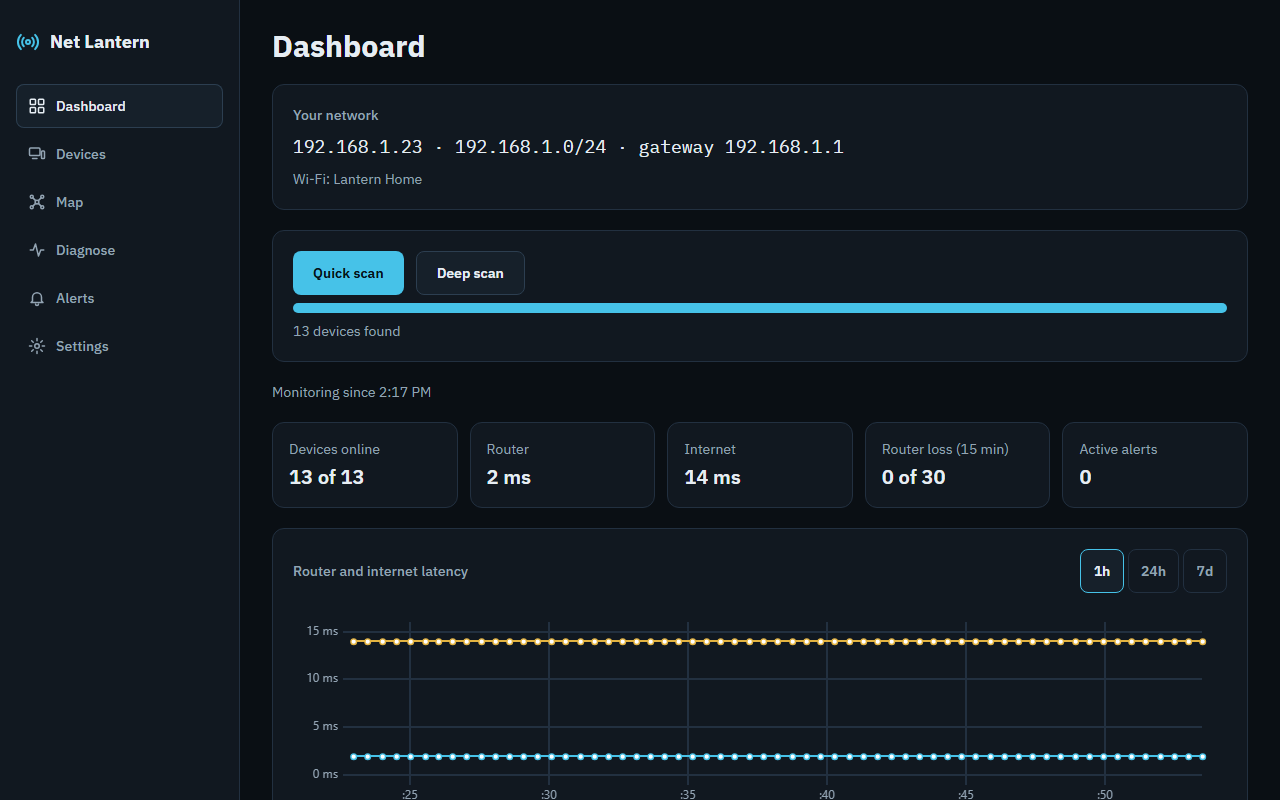 Net Lantern
Dashboard
Devices
Map
Diagnose
Alerts
Settings
Dashboard
Your network
192.168.1.23 · 192.168.1.0/24 · gateway 192.168.1.1
Wi-Fi: Lantern Home
Quick scan Deep scan
13 devices found
Monitoring since 2:17 PM
Devices online
13 of 13
Router
2 ms
Internet
14 ms
Router loss (15 min)
0 of 30
Active alerts
0
Router and internet latency
1h 24h 7d
15 ms
10 ms
5 ms
0 ms
:25 :30 :35 :40 :45 :50